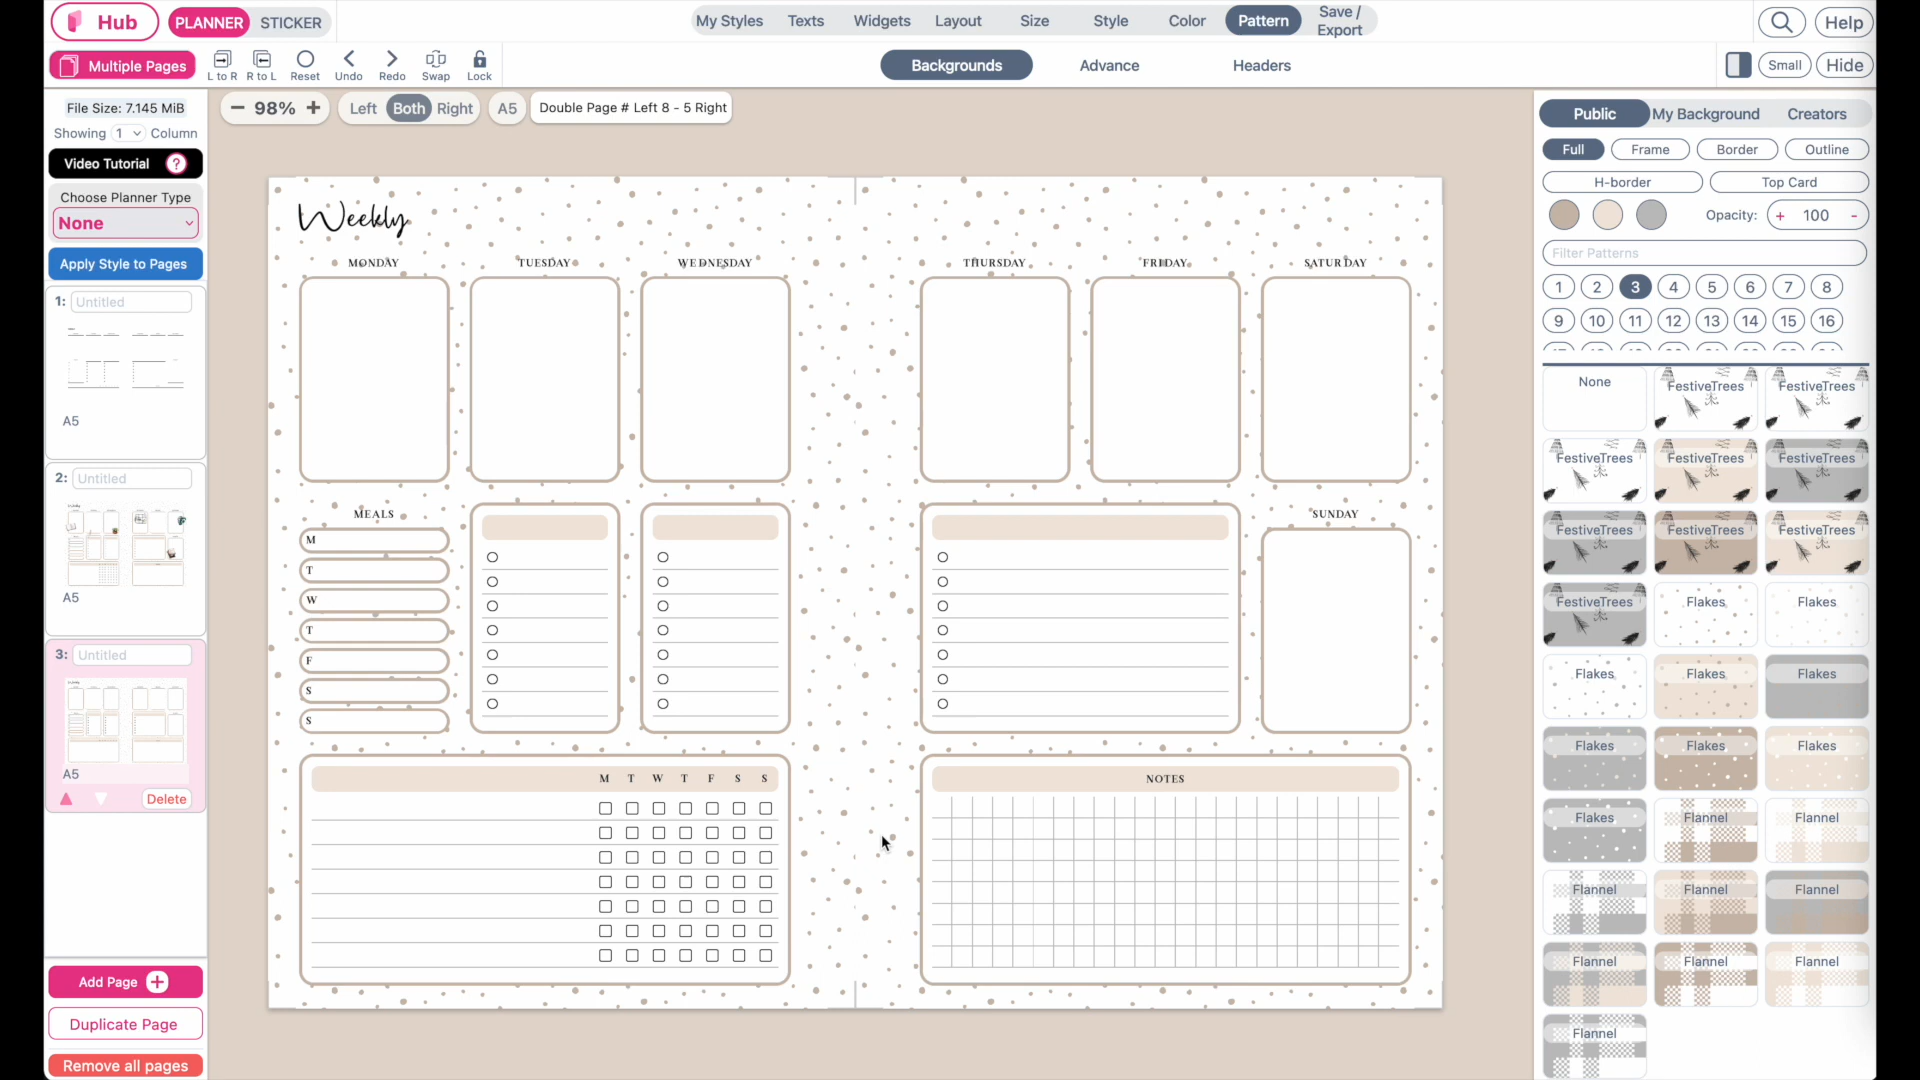 Hub
PLANNER
STICKER
My Styles
Texts
Widgets
Layout
Size
Style
Color
Pattern
Save /
Export
Help
Multiple Pages
L to R
R to L
Reset
Undo
Redo
Swap
Lock
Backgrounds
Advance
Headers
Small
Hide
File Size: 7.145 MiB
Showing 1 Column
Video Tutorial ?
Choose Planner Type
None
Apply Style to Pages
1: Untitled
A5
2: Untitled
A5
3: Untitled
A5
Delete
Add Page +
Duplicate Page
Remove all pages
− 98% +
Left
Both
Right
A5
Double Page # Left 8 - 5 Right
Weekly
MONDAY
TUESDAY
WEDNESDAY
THURSDAY
FRIDAY
SATURDAY
MEALS
M
T
W
T
F
S
S
SUNDAY
M T W T F S S
NOTES
Public
My Background
Creators
Full
Frame
Border
Outline
H-border
Top Card
Opacity: + 100 -
Filter Patterns
1 2 3 4 5 6 7 8
9 10 11 12 13 14 15 16
None
FestiveTrees
FestiveTrees
FestiveTrees
FestiveTrees
FestiveTrees
FestiveTrees
FestiveTrees
FestiveTrees
FestiveTrees
Flakes
Flakes
Flakes
Flakes
Flakes
Flakes
Flakes
Flakes
Flakes
Flannel
Flannel
Flannel
Flannel
Flannel
Flannel
Flannel
Flannel
Flannel